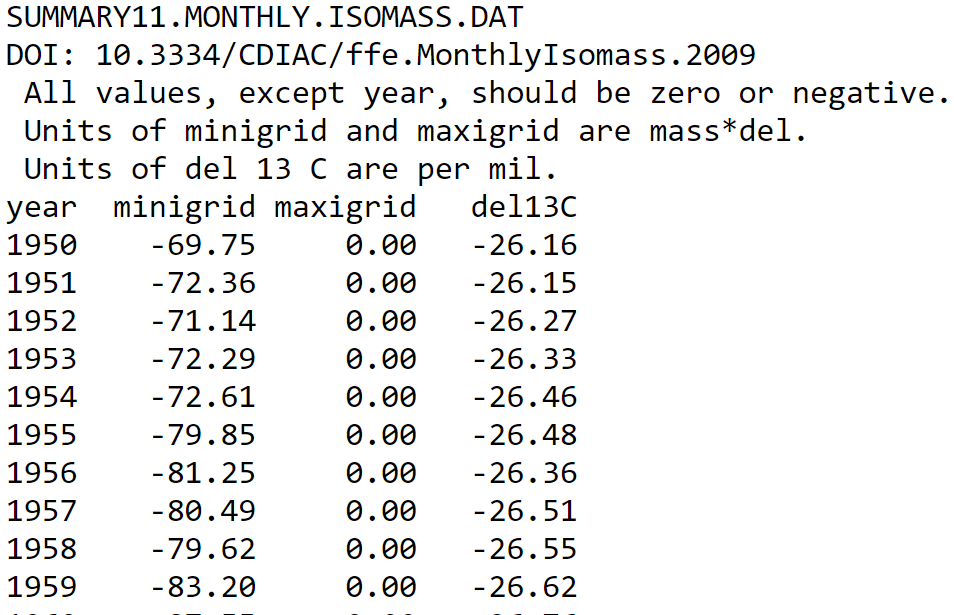 SUMMARY11.MONTHLY.ISOMASS.DAT
DOI: 10.3334/CDIAC/ffe.MonthlyIsomass.2009
All values, except year, should be zero or negative.
Units of minigrid and maxigrid are mass*del.
Units of del 13 C are per mil.
year minigrid maxigrid del13C
1950 -69.75 0.00 -26.16
1951 -72.36 0.00 -26.15
1952 -71.14 0.00 -26.27
1953 -72.29 0.00 -26.33
1954 -72.61 0.00 -26.46
1955 -79.85 0.00 -26.48
1956 -81.25 0.00 -26.36
1957 -80.49 0.00 -26.51
1958 -79.62 0.00 -26.55
1959 -83.20 0.00 -26.62